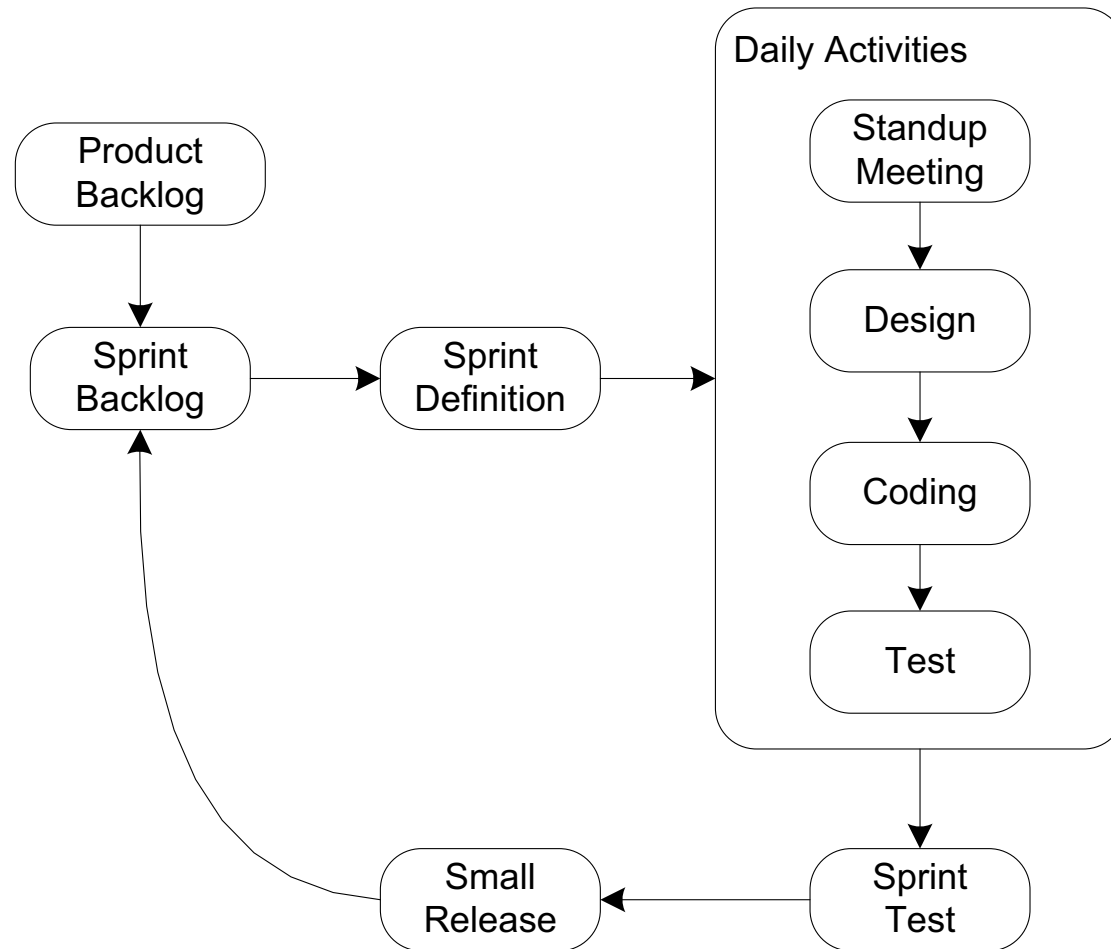 Daily Activities
Standup
Meeting
Product
Backlog
Design
Sprint
Backlog
Sprint
Definition
Coding
Test
Small
Release
Sprint
Test